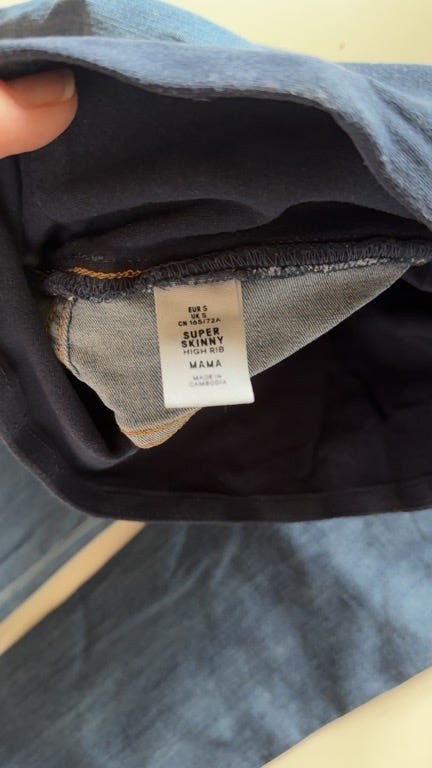 EUR S
UK S
CN 165/72A
SUPER
SKINNY
HIGH RIB
MAMA
MADE IN
CAMBODIA